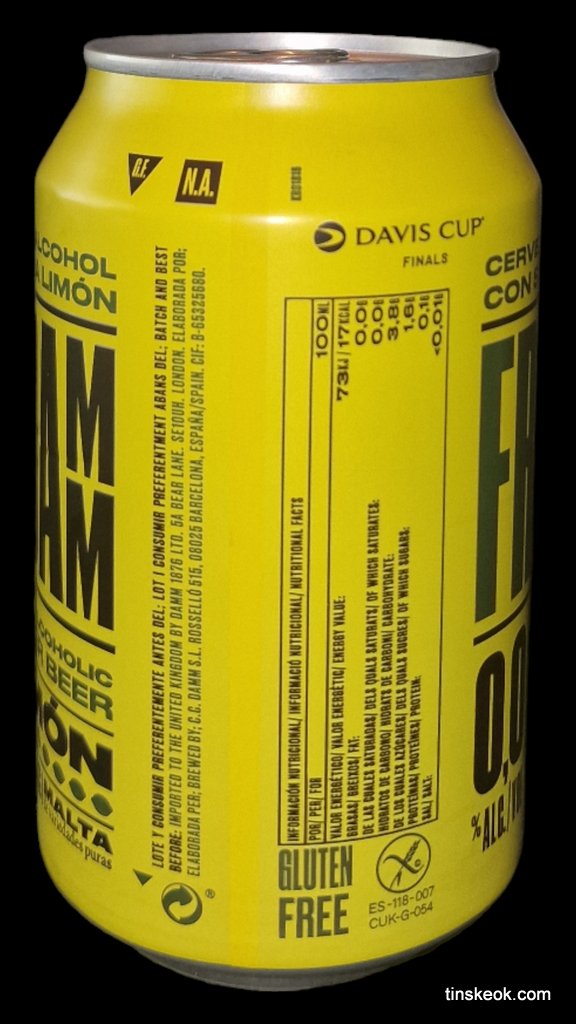 G.F.
N.A.
KR01818
DAVIS CUP
FINALS
ALCOHOL
LIMÓN
AM
AM
BEER
ÓN
MALTA
variedades puras
LOTE Y CONSUMIR PREFERENTEMENTE ANTES DEL: LOT I CONSUMIR PREFERENTMENT ABANS DEL: BATCH AND BEST
BEFORE: IMPORTED TO THE UNITED KINGDOM BY DAMM 1876 LTD. 5A BEAR LANE. SE10UH. LONDON. ELABORADA POR:
ELABORADA PER: BREWED BY: C.C. DAMM S.L. ROSSELLÓ 515, 08025 BARCELONA, ESPAÑA/SPAIN. CIF: B-65325680.
®
INFORMACIÓN NUTRICIONAL/ INFORMACIÓ NUTRICIONAL/ NUTRITIONAL FACTS
POR/ PER/ FOR 100ML
VALOR ENERGÉTICO/ VALOR ENERGÈTIC/ ENERGY VALUE: 73KJ / 17KCAL
GRASAS/ GREIXOS/ FAT: 0,0G
DE LAS CUALES SATURADAS/ DELS QUALS SATURATS/ OF WHICH SATURATES: 0,0G
HIDRATOS DE CARBONO/ HIDRATS DE CARBONI/ CARBOHYDRATE: 3,8G
DE LOS CUALES AZÚCARES/ DELS QUALS SUCRES/ OF WHICH SUGARS: 1,6G
PROTEÍNAS/ PROTEÏNES/ PROTEIN: 0,1G
SAL/ SALT: <0,01G
GLUTEN
FREE
ES-118-007
CUK-G-054
CERVE
CON S
FR
0,0
% ALC./VO
tinskeok.com